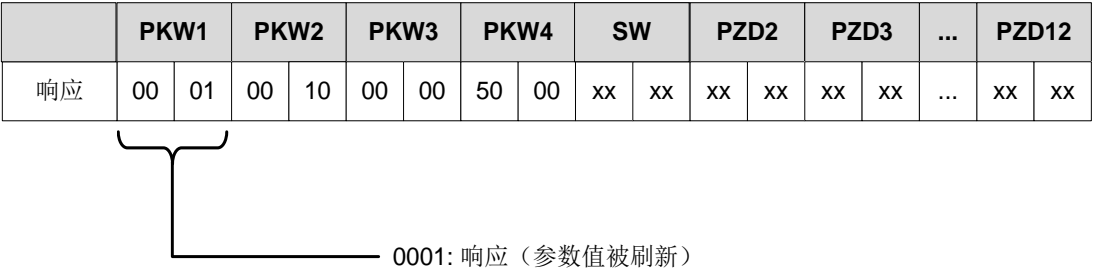 PKW1 PKW2 PKW3 PKW4 SW PZD2 PZD3 ... PZD12
响应 00 01 00 10 00 00 50 00 xx xx xx xx xx xx ... xx xx
0001: 响应（参数值被刷新）